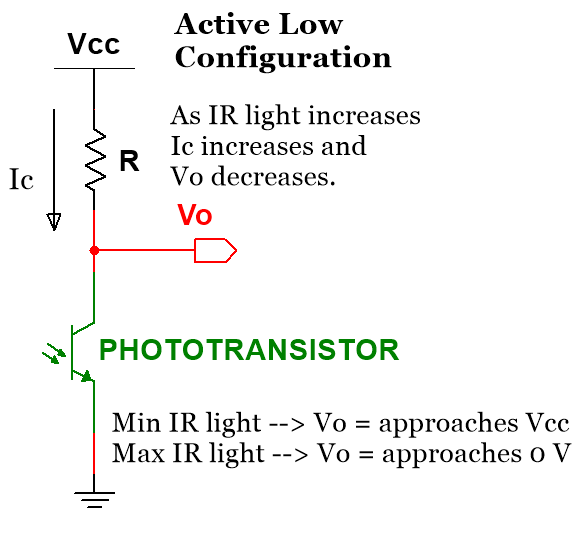 Active Low
Configuration
Vcc
As IR light increases
Ic increases and
Vo decreases.
R
Ic
Vo
PHOTOTRANSISTOR
Min IR light --> Vo = approaches Vcc
Max IR light --> Vo = approaches 0 V